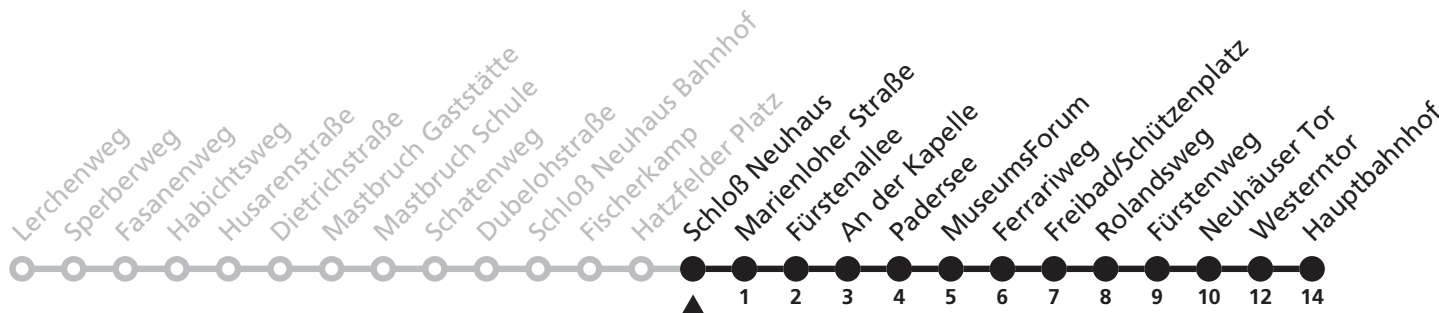 Lerchenweg
Sperberweg
Fasanenweg
Habichtsweg
Husarenstraße
Dietrichstraße
Mastbruch Gaststätte
Mastbruch Schule
Schatenweg
Dubelohstraße
Schloß Neuhaus Bahnhof
Fischerkamp
Hatzfelder Platz
Schloß Neuhaus
Marienloher Straße
Fürstenallee
An der Kapelle
Padersee
MuseumsForum
Ferrariweg
Freibad/Schützenplatz
Rolandsweg
Fürstenweg
Neuhäuser Tor
Westerntor
Hauptbahnhof
1 2 3 4 5 6 7 8 9 10 12 14